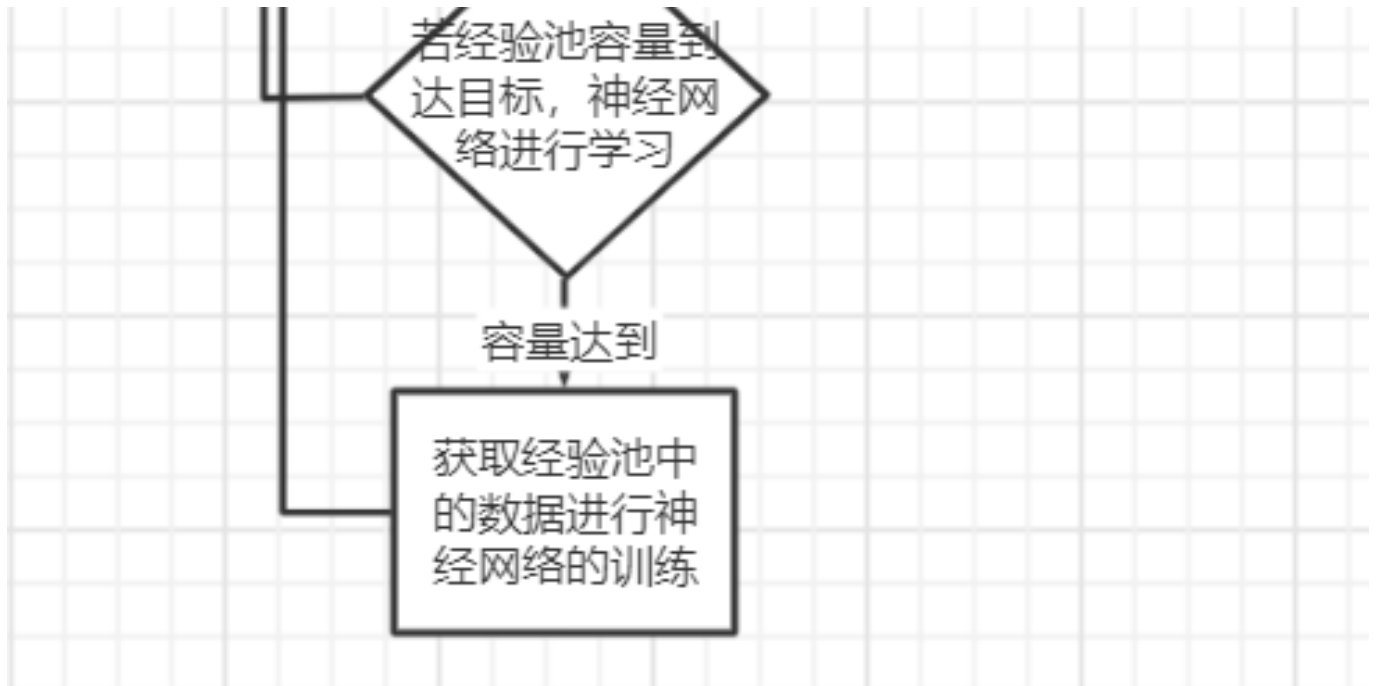 若经验池容量到
达目标，神经网
络进行学习
容量达到
获取经验池中
的数据进行神
经网络的训练